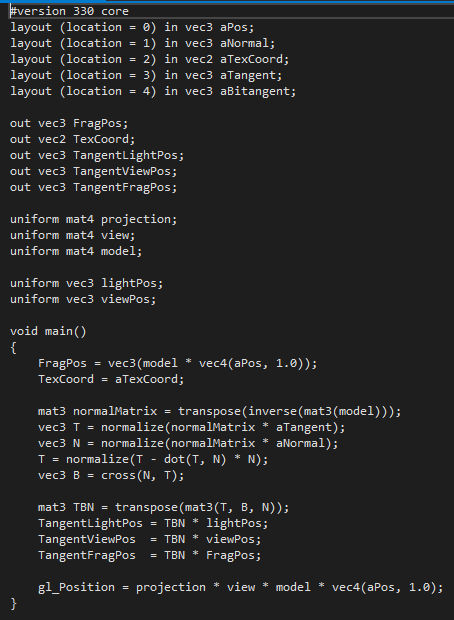 #version 330 core
layout (location = 0) in vec3 aPos;
layout (location = 1) in vec3 aNormal;
layout (location = 2) in vec2 aTexCoord;
layout (location = 3) in vec3 aTangent;
layout (location = 4) in vec3 aBitangent;

out vec3 FragPos;
out vec2 TexCoord;
out vec3 TangentLightPos;
out vec3 TangentViewPos;
out vec3 TangentFragPos;

uniform mat4 projection;
uniform mat4 view;
uniform mat4 model;

uniform vec3 lightPos;
uniform vec3 viewPos;

void main()
{
    FragPos = vec3(model * vec4(aPos, 1.0));
    TexCoord = aTexCoord;

    mat3 normalMatrix = transpose(inverse(mat3(model)));
    vec3 T = normalize(normalMatrix * aTangent);
    vec3 N = normalize(normalMatrix * aNormal);
    T = normalize(T - dot(T, N) * N);
    vec3 B = cross(N, T);

    mat3 TBN = transpose(mat3(T, B, N));
    TangentLightPos = TBN * lightPos;
    TangentViewPos  = TBN * viewPos;
    TangentFragPos  = TBN * FragPos;

    gl_Position = projection * view * model * vec4(aPos, 1.0);
}